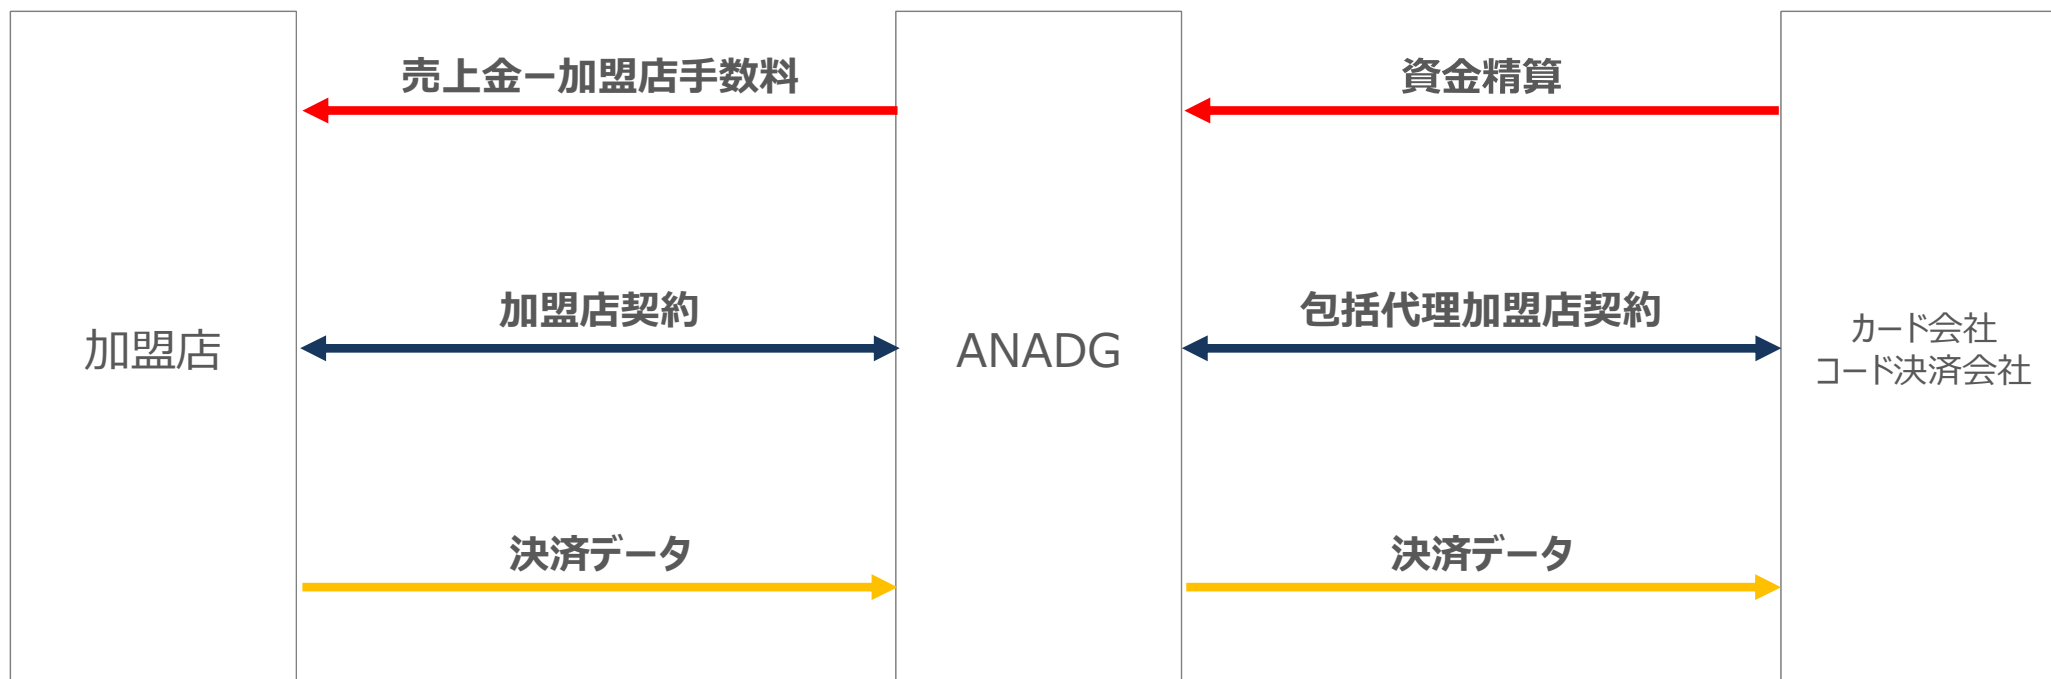 売上金ー加盟店手数料
資金精算
加盟店契約
包括代理加盟店契約
加盟店
ANADG
カード会社
コード決済会社
決済データ
決済データ